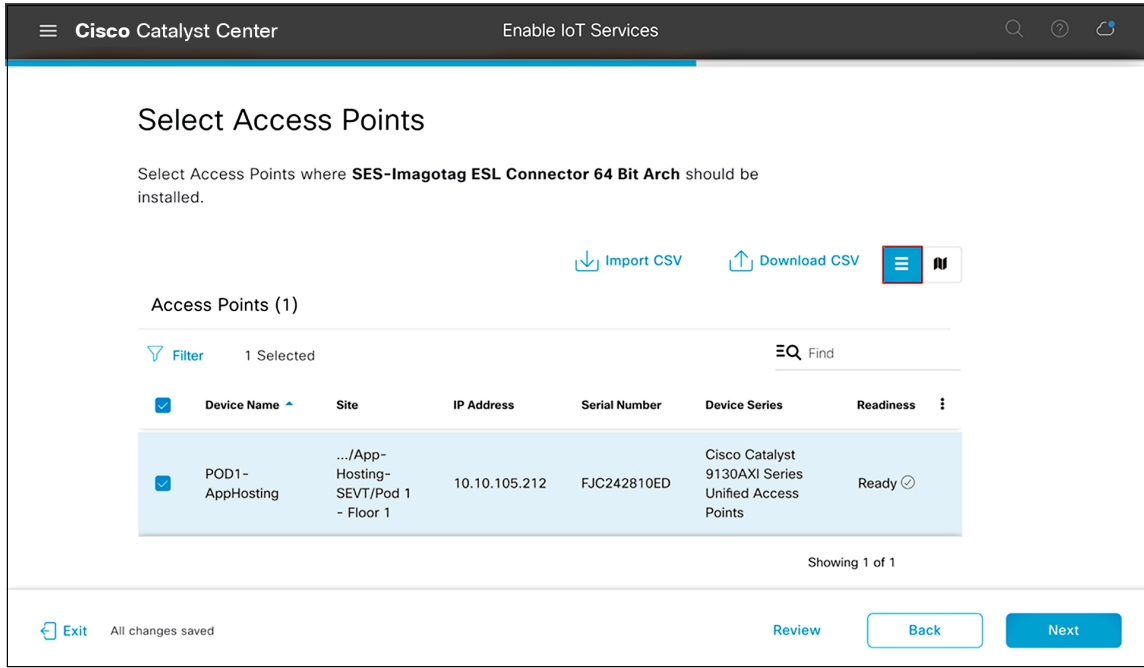 Cisco Catalyst Center
Enable IoT Services
Select Access Points
Select Access Points where SES-Imagotag ESL Connector 64 Bit Arch should be
installed.
Import CSV
Download CSV
Access Points (1)
Filter
1 Selected
Find
Device Name
Site
IP Address
Serial Number
Device Series
Readiness
POD1-
AppHosting
.../App-
Hosting-
SEVT/Pod 1
- Floor 1
10.10.105.212
FJC242810ED
Cisco Catalyst
9130AXI Series
Unified Access
Points
Ready
Showing 1 of 1
Exit
All changes saved
Review
Back
Next